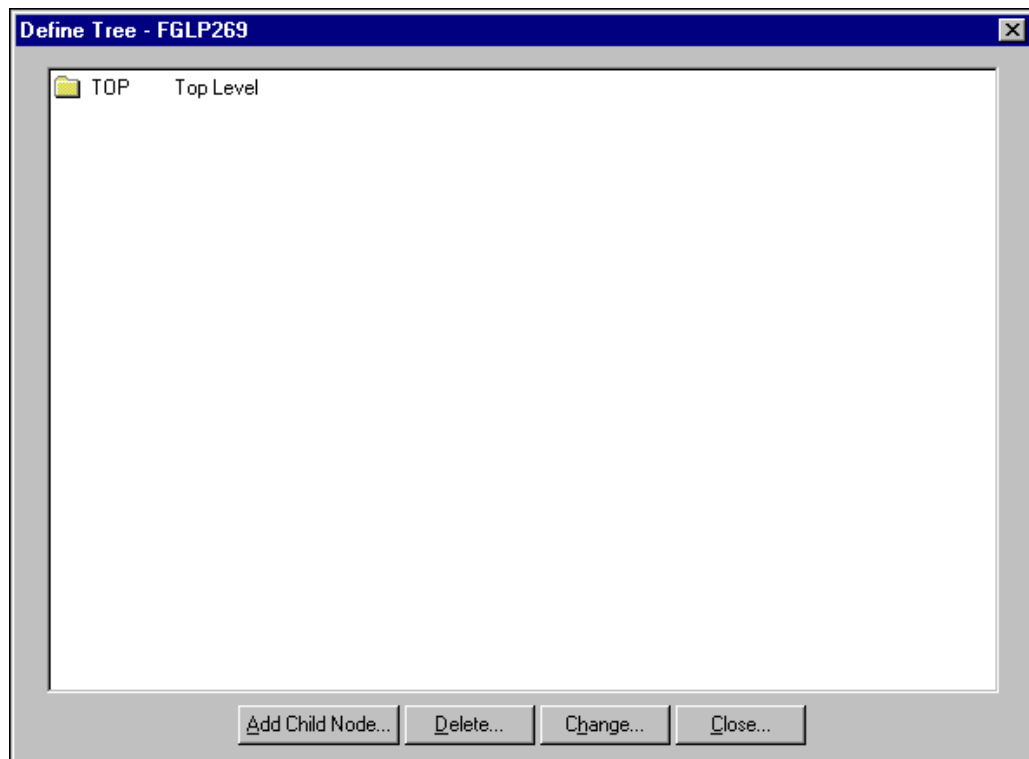 Define Tree - FGLP269
TOP Top Level
Add Child Node... Delete... Change... Close...